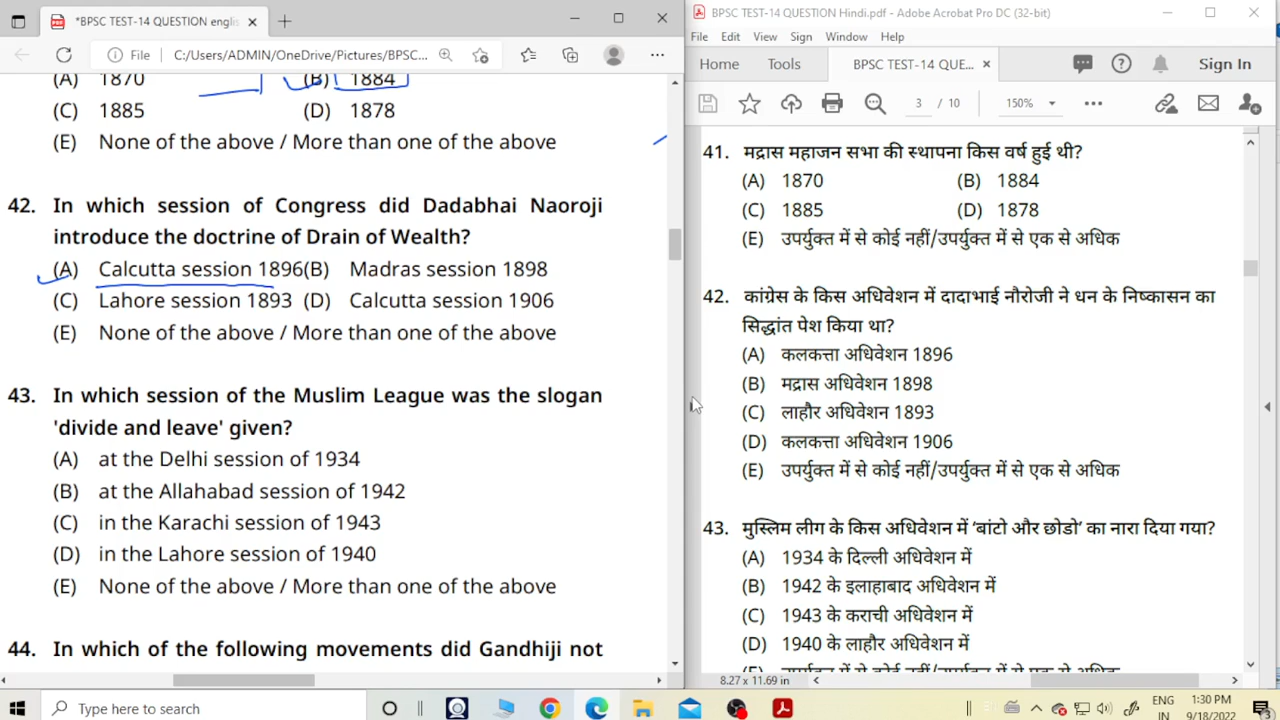 *BPSC TEST-14 QUESTION englis
File
C:/Users/ADMIN/OneDrive/Pictures/BPSC...
(A) 1870 (B) 1884
(C) 1885 (D) 1878
(E) None of the above / More than one of the above
42. In which session of Congress did Dadabhai Naoroji
introduce the doctrine of Drain of Wealth?
(A) Calcutta session 1896(B) Madras session 1898
(C) Lahore session 1893 (D) Calcutta session 1906
(E) None of the above / More than one of the above
43. In which session of the Muslim League was the slogan
'divide and leave' given?
(A) at the Delhi session of 1934
(B) at the Allahabad session of 1942
(C) in the Karachi session of 1943
(D) in the Lahore session of 1940
(E) None of the above / More than one of the above
44. In which of the following movements did Gandhiji not
BPSC TEST-14 QUESTION Hindi.pdf - Adobe Acrobat Pro DC (32-bit)
File Edit View Sign Window Help
Home Tools BPSC TEST-14 QUE... Sign In
3 / 10 150%
41. मद्रास महाजन सभा की स्थापना किस वर्ष हुई थी?
(A) 1870 (B) 1884
(C) 1885 (D) 1878
(E) उपर्युक्त में से कोई नहीं/उपर्युक्त में से एक से अधिक
42. कांग्रेस के किस अधिवेशन में दादाभाई नौरोजी ने धन के निष्कासन का
सिद्धांत पेश किया था?
(A) कलकत्ता अधिवेशन 1896
(B) मद्रास अधिवेशन 1898
(C) लाहौर अधिवेशन 1893
(D) कलकत्ता अधिवेशन 1906
(E) उपर्युक्त में से कोई नहीं/उपर्युक्त में से एक से अधिक
43. मुस्लिम लीग के किस अधिवेशन में ‘बांटो और छोडो’ का नारा दिया गया?
(A) 1934 के दिल्ली अधिवेशन में
(B) 1942 के इलाहाबाद अधिवेशन में
(C) 1943 के कराची अधिवेशन में
(D) 1940 के लाहौर अधिवेशन में
(E) उपर्युक्त में से कोई नहीं/उपर्युक्त में से एक से अधिक
8.27 x 11.69 in
Type here to search
ENG
IN
1:30 PM
9/18/2022